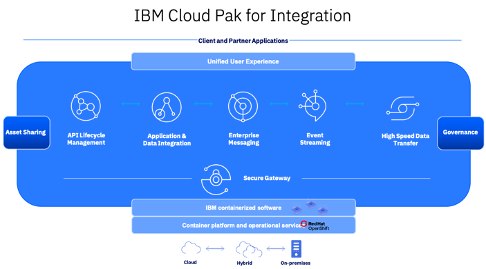 IBM Cloud Pak for Integration
Client and Partner Applications
Unified User Experience
Asset Sharing
API Lifecycle
Management
Application &
Data Integration
Enterprise
Messaging
Event
Streaming
High Speed Data
Transfer
Governance
Secure Gateway
IBM containerized software
Container platform and operational services
RedHat
OpenShift
Cloud
Hybrid
On-premises